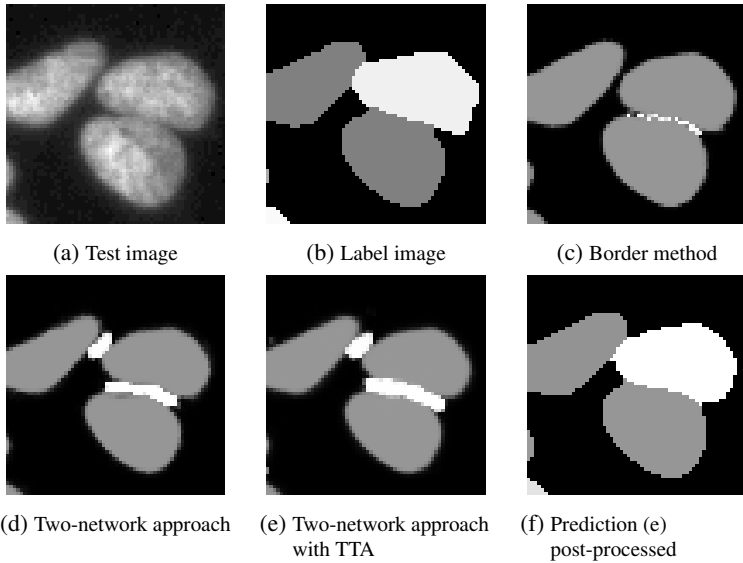 (a) Test image
(b) Label image
(c) Border method
(d) Two-network approach
(e) Two-network approach
with TTA
(f) Prediction (e)
post-processed